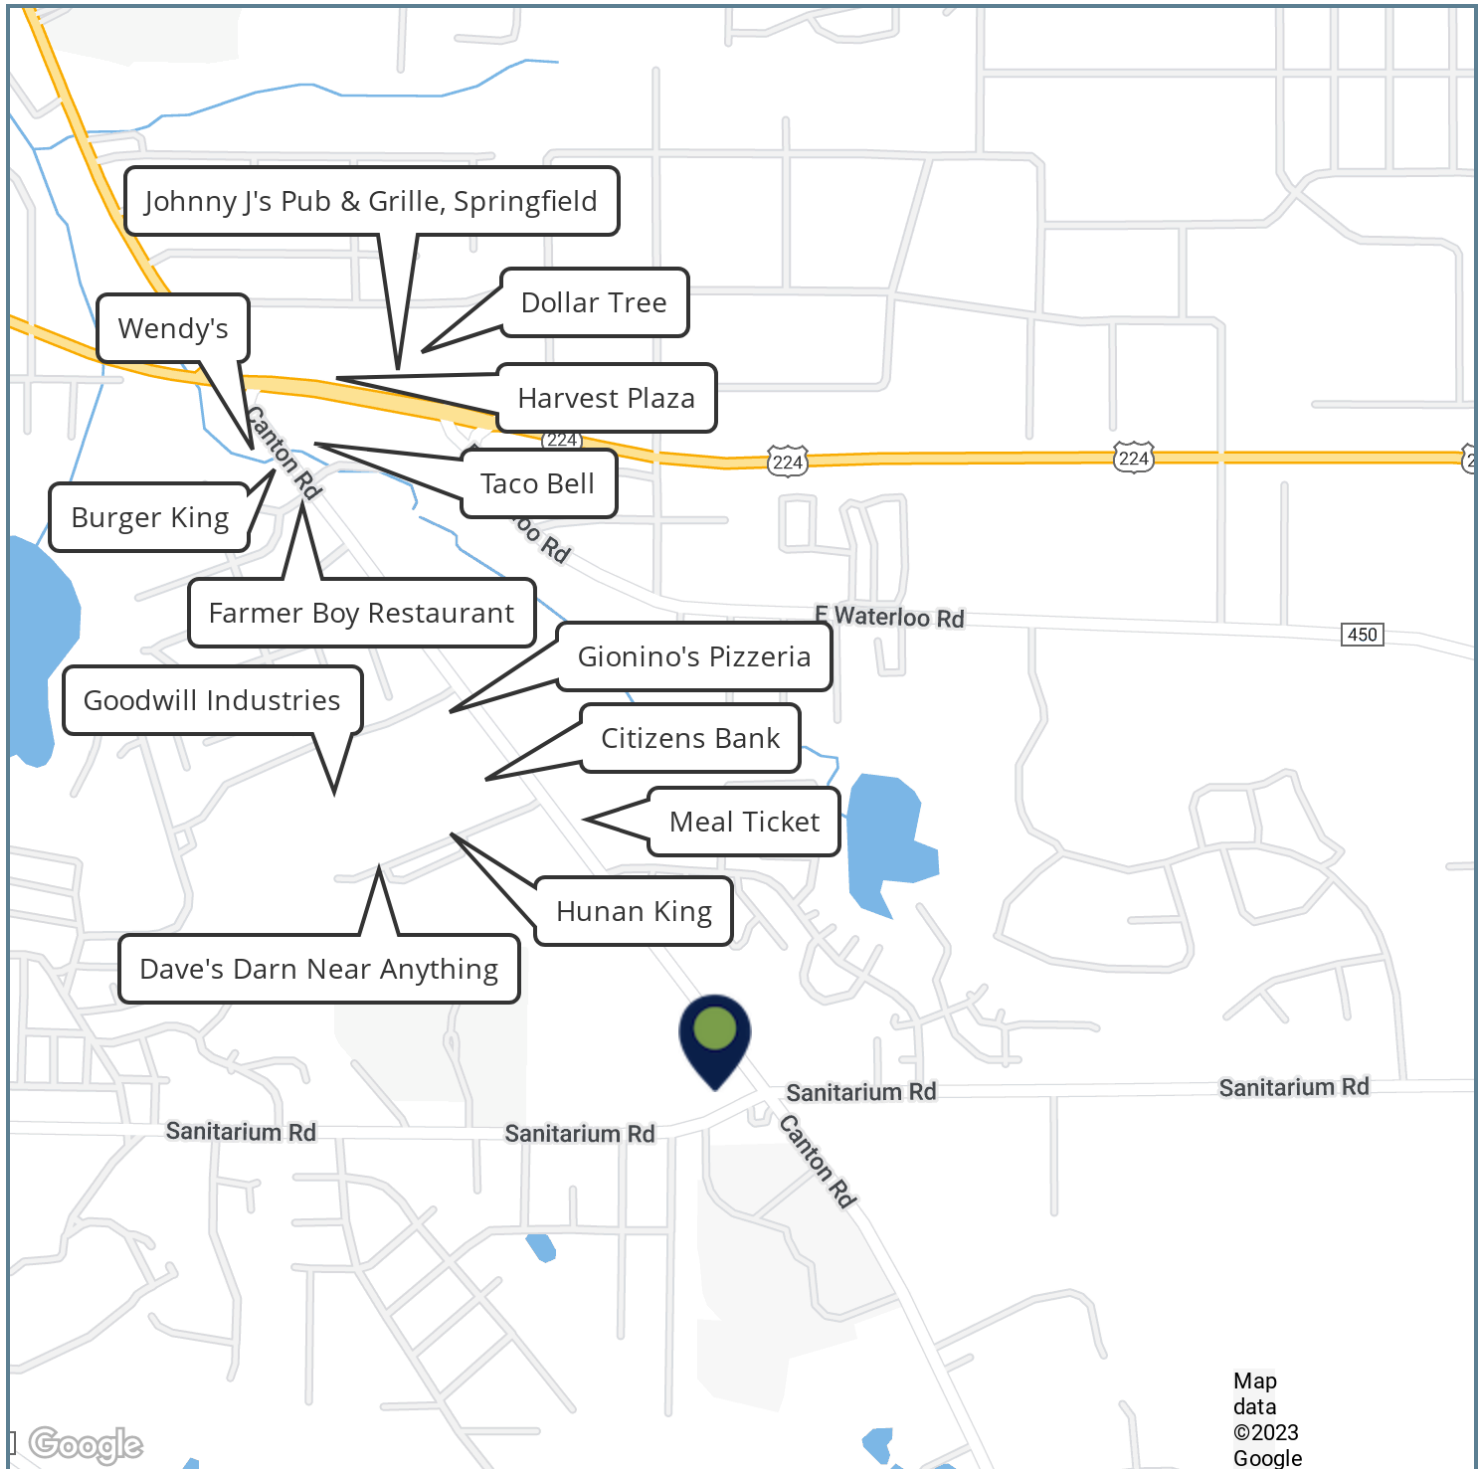 Johnny J's Pub & Grille, Springfield
Dollar Tree
Wendy's
Harvest Plaza
Canton Rd
224
224
224
Taco Bell
Burger King
oo Rd
Farmer Boy Restaurant
E Waterloo Rd
450
Gionino's Pizzeria
Goodwill Industries
Citizens Bank
Meal Ticket
Hunan King
Dave's Darn Near Anything
Sanitarium Rd
Sanitarium Rd
Sanitarium Rd
Sanitarium Rd
Canton Rd
Map
data
©2023
Google
Google